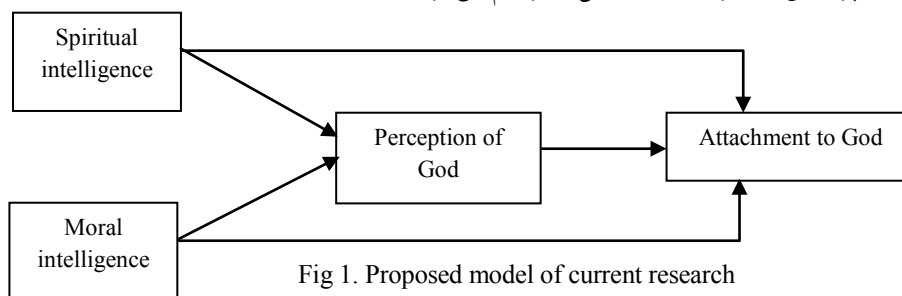 Spiritual
intelligence
Perception of
God
Attachment to God
Moral
intelligence
Fig 1. Proposed model of current research